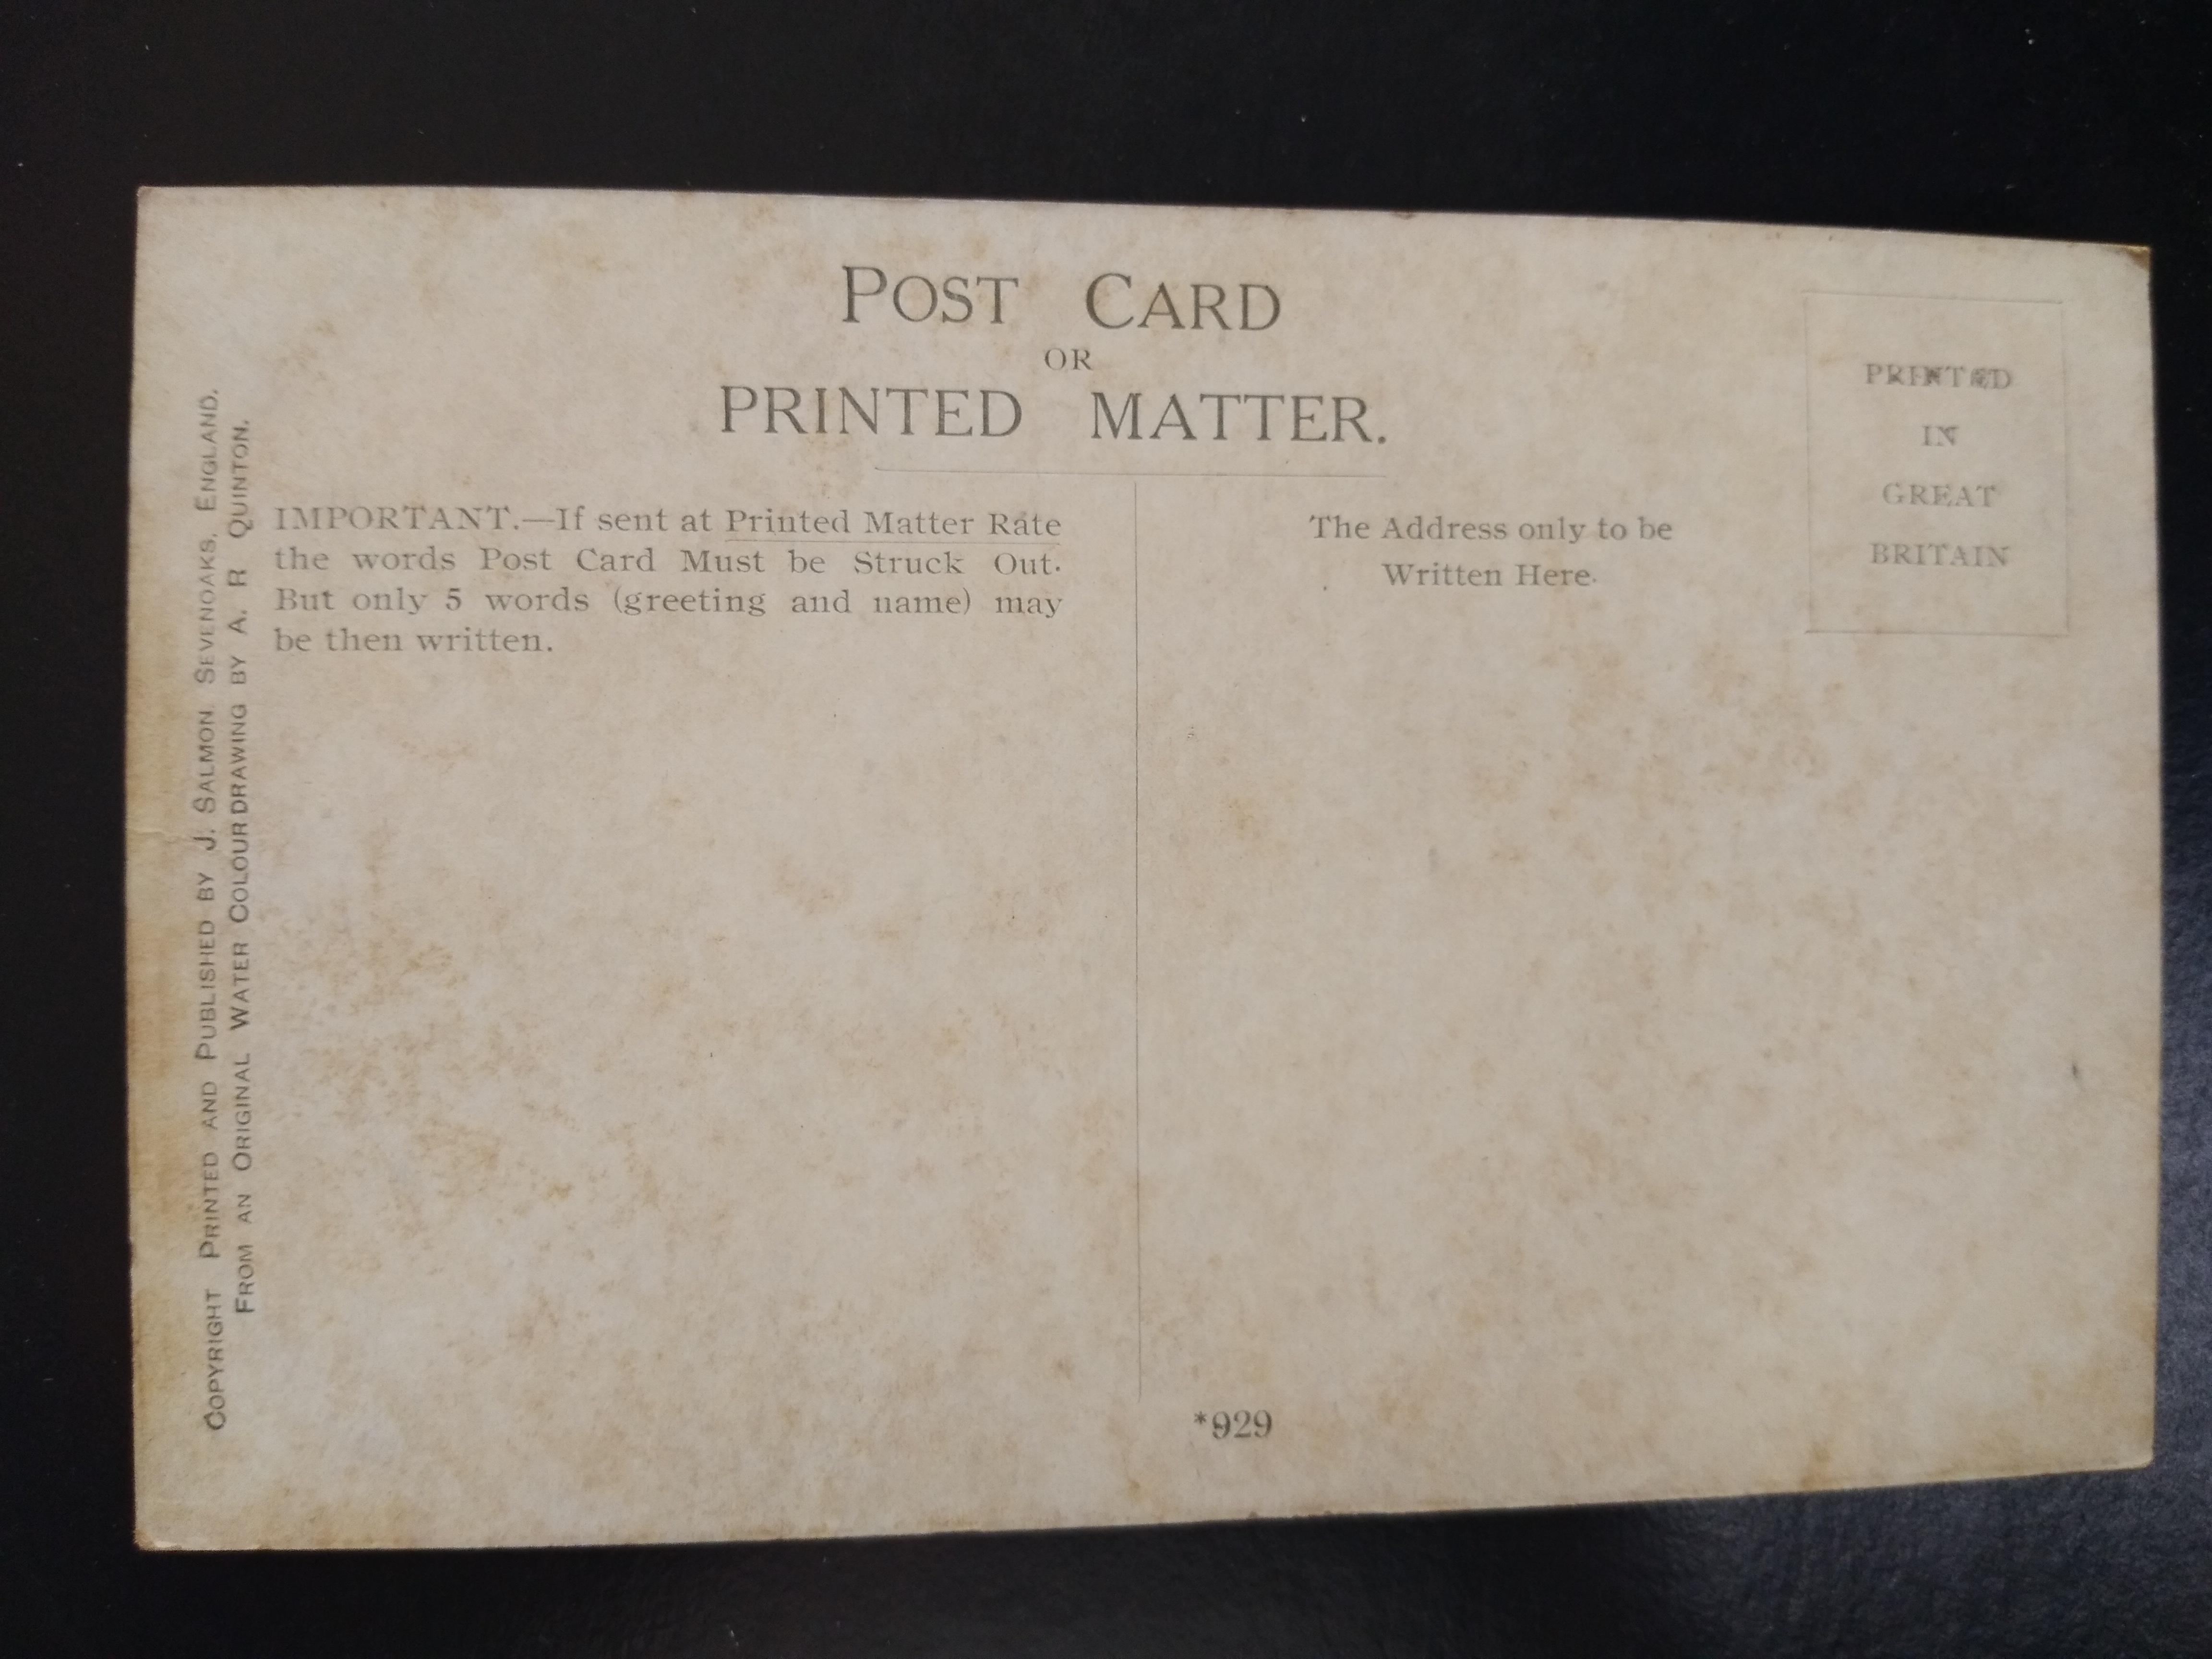 POST CARD
OR
PRINTED MATTER.
IMPORTANT.—If sent at Printed Matter Rate
the words Post Card Must be Struck Out.
But only 5 words (greeting and name) may
be then written.
The Address only to be
Written Here.
PRINTED
IN
GREAT
BRITAIN
COPYRIGHT PRINTED AND PUBLISHED BY J. SALMON SEVENOAKS, ENGLAND.
FROM AN ORIGINAL WATER COLOUR DRAWING BY A. R QUINTON.
*929